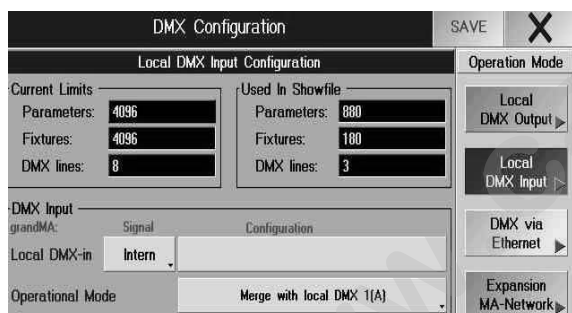 DMX Configuration
SAVE
X
Local DMX Input Configuration
Operation Mode
Current Limits
Used In Showfile
Parameters: 4096
Parameters: 880
Fixtures: 4096
Fixtures: 180
DMX lines: 8
DMX lines: 3
Local
DMX Output
Local
DMX Input
DMX via
Ethernet
Expansion
MA-Network
DMX Input
grandMA:
Signal
Configuration
Local DMX-in
Intern
Operational Mode
Merge with local DMX 1(A)